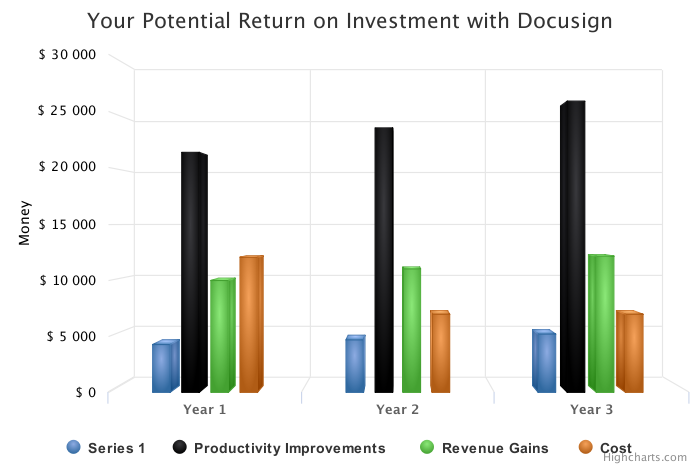 Your Potential Return on Investment with Docusign
$ 30 000
$ 25 000
$ 20 000
$ 15 000
$ 10 000
$ 5 000
$ 0
Money
Year 1 Year 2 Year 3
Series 1 Productivity Improvements Revenue Gains Cost
Highcharts.com